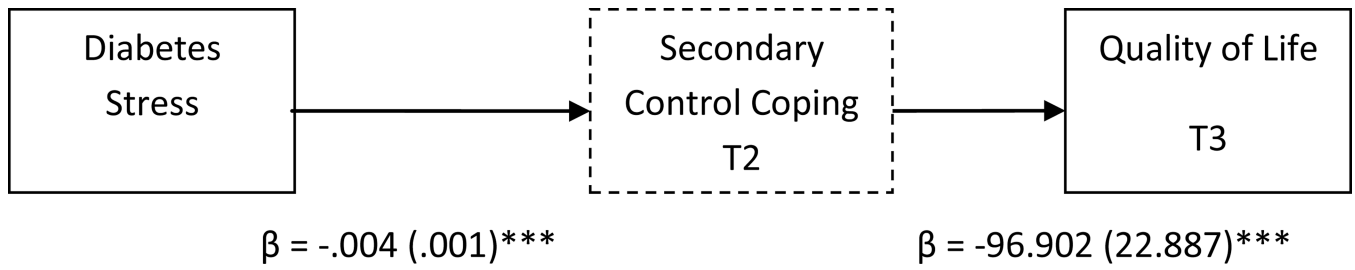 Diabetes
Stress
Secondary
Control Coping
T2
Quality of Life
T3
β = -.004 (.001)***
β = -96.902 (22.887)***